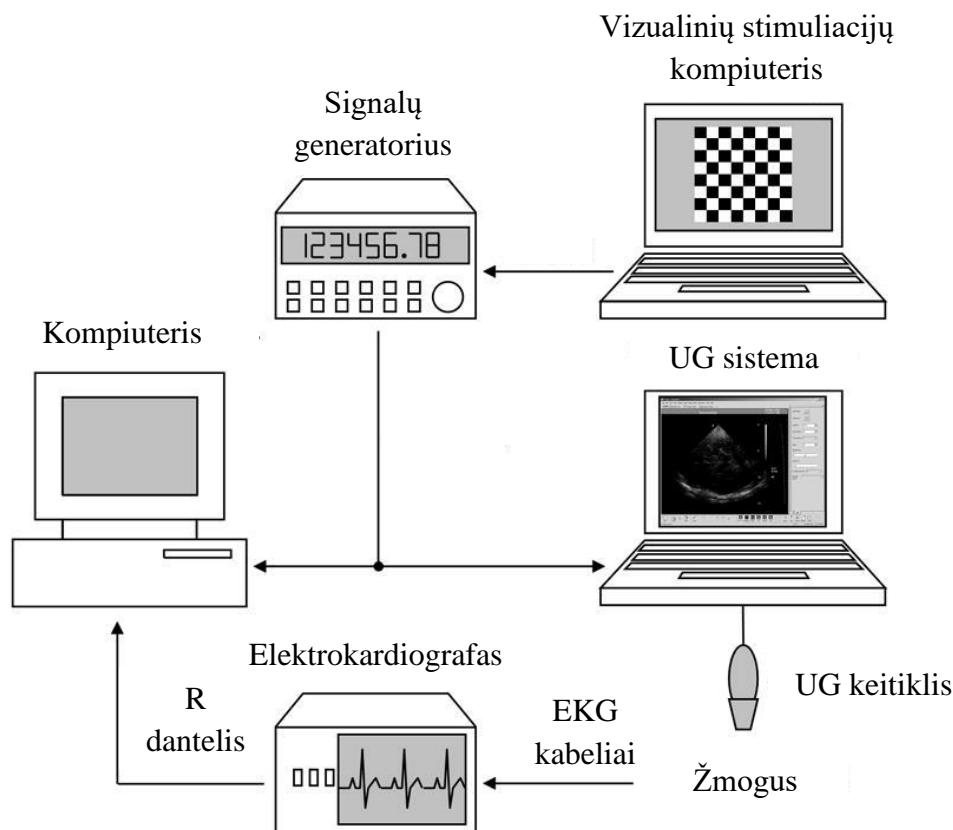 Vizualinių stimuliacijų
kompiuteris
Signalų
generatorius
123456.78
Kompiuteris
UG sistema
Elektrokardiografas
UG keitiklis
R
dantelis
EKG
kabeliai
Žmogus